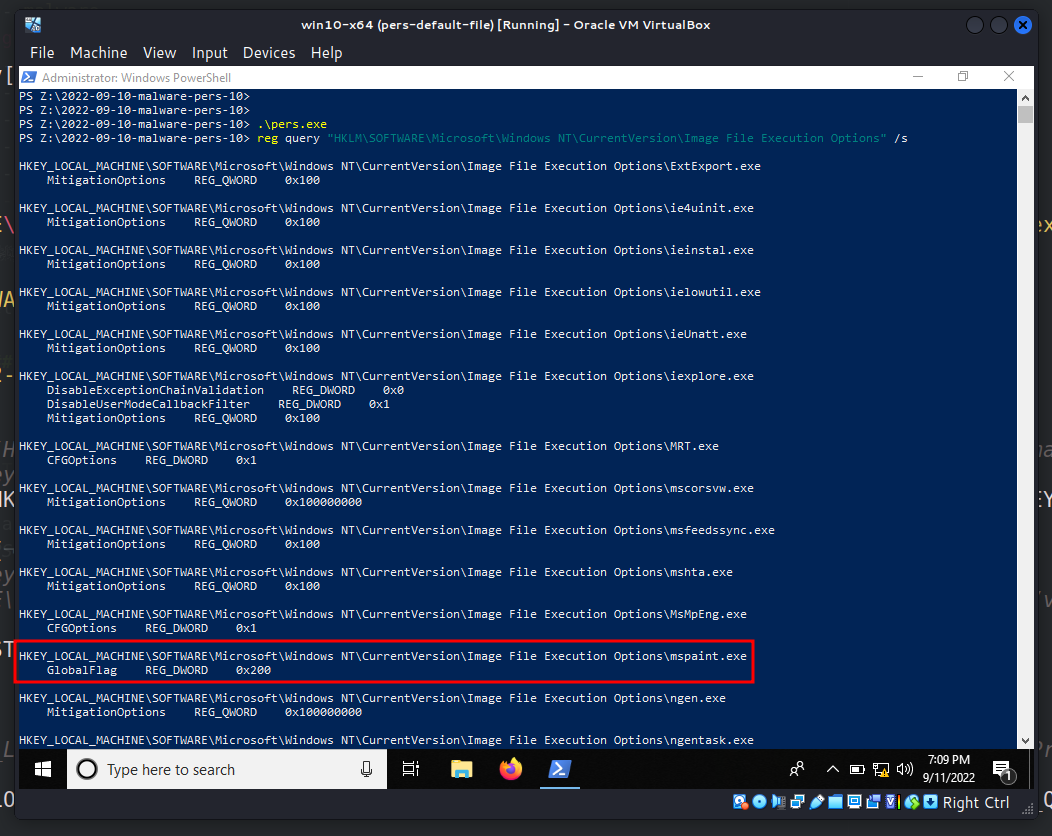 win10-x64 (pers-default-file) [Running] - Oracle VM VirtualBox
File Machine View Input Devices Help
Administrator: Windows PowerShell
PS Z:\2022-09-10-malware-pers-10>
PS Z:\2022-09-10-malware-pers-10>
PS Z:\2022-09-10-malware-pers-10> .\pers.exe
PS Z:\2022-09-10-malware-pers-10> reg query "HKLM\SOFTWARE\Microsoft\Windows NT\CurrentVersion\Image File Execution Options" /s
HKEY_LOCAL_MACHINE\SOFTWARE\Microsoft\Windows NT\CurrentVersion\Image File Execution Options\ExtExport.exe
MitigationOptions REG_QWORD 0x100
HKEY_LOCAL_MACHINE\SOFTWARE\Microsoft\Windows NT\CurrentVersion\Image File Execution Options\ie4uinit.exe
MitigationOptions REG_QWORD 0x100
HKEY_LOCAL_MACHINE\SOFTWARE\Microsoft\Windows NT\CurrentVersion\Image File Execution Options\ieinstal.exe
MitigationOptions REG_QWORD 0x100
HKEY_LOCAL_MACHINE\SOFTWARE\Microsoft\Windows NT\CurrentVersion\Image File Execution Options\ielowutil.exe
MitigationOptions REG_QWORD 0x100
HKEY_LOCAL_MACHINE\SOFTWARE\Microsoft\Windows NT\CurrentVersion\Image File Execution Options\ieUnatt.exe
MitigationOptions REG_QWORD 0x100
HKEY_LOCAL_MACHINE\SOFTWARE\Microsoft\Windows NT\CurrentVersion\Image File Execution Options\iexplore.exe
DisableExceptionChainValidation REG_DWORD 0x0
DisableUserModeCallbackFilter REG_DWORD 0x1
MitigationOptions REG_QWORD 0x100
HKEY_LOCAL_MACHINE\SOFTWARE\Microsoft\Windows NT\CurrentVersion\Image File Execution Options\MRT.exe
CFGOptions REG_DWORD 0x1
HKEY_LOCAL_MACHINE\SOFTWARE\Microsoft\Windows NT\CurrentVersion\Image File Execution Options\mscorsvw.exe
MitigationOptions REG_QWORD 0x100000000
HKEY_LOCAL_MACHINE\SOFTWARE\Microsoft\Windows NT\CurrentVersion\Image File Execution Options\msfeedssync.exe
MitigationOptions REG_QWORD 0x100
HKEY_LOCAL_MACHINE\SOFTWARE\Microsoft\Windows NT\CurrentVersion\Image File Execution Options\mshta.exe
MitigationOptions REG_QWORD 0x100
HKEY_LOCAL_MACHINE\SOFTWARE\Microsoft\Windows NT\CurrentVersion\Image File Execution Options\MsMpEng.exe
CFGOptions REG_DWORD 0x1
HKEY_LOCAL_MACHINE\SOFTWARE\Microsoft\Windows NT\CurrentVersion\Image File Execution Options\mspaint.exe
GlobalFlag REG_DWORD 0x200
HKEY_LOCAL_MACHINE\SOFTWARE\Microsoft\Windows NT\CurrentVersion\Image File Execution Options\ngen.exe
MitigationOptions REG_QWORD 0x100000000
HKEY_LOCAL_MACHINE\SOFTWARE\Microsoft\Windows NT\CurrentVersion\Image File Execution Options\ngentask.exe
Type here to search
7:09 PM
9/11/2022
1
Right Ctrl